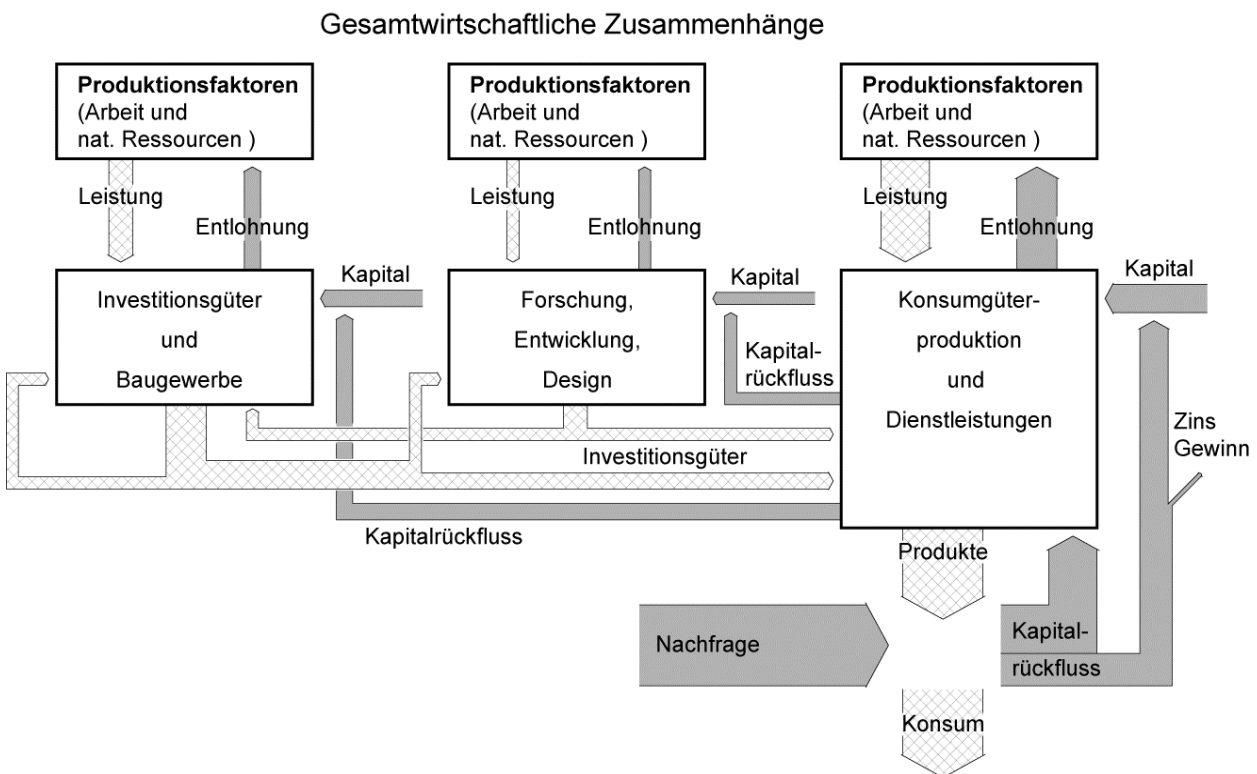 Gesamtwirtschaftliche Zusammenhänge
Produktionsfaktoren
(Arbeit und
nat. Ressourcen )
Produktionsfaktoren
(Arbeit und
nat. Ressourcen )
Produktionsfaktoren
(Arbeit und
nat. Ressourcen )
Leistung
Entlohnung
Leistung
Entlohnung
Leistung
Entlohnung
Investitionsgüter
und
Baugewerbe
Kapital
Forschung,
Entwicklung,
Design
Kapital
Kapital-
rückfluss
Konsumgüter-
produktion
und
Dienstleistungen
Kapital
Zins
Gewinn
Investitionsgüter
Kapitalrückfluss
Produkte
Nachfrage
Kapital-
rückfluss
Konsum